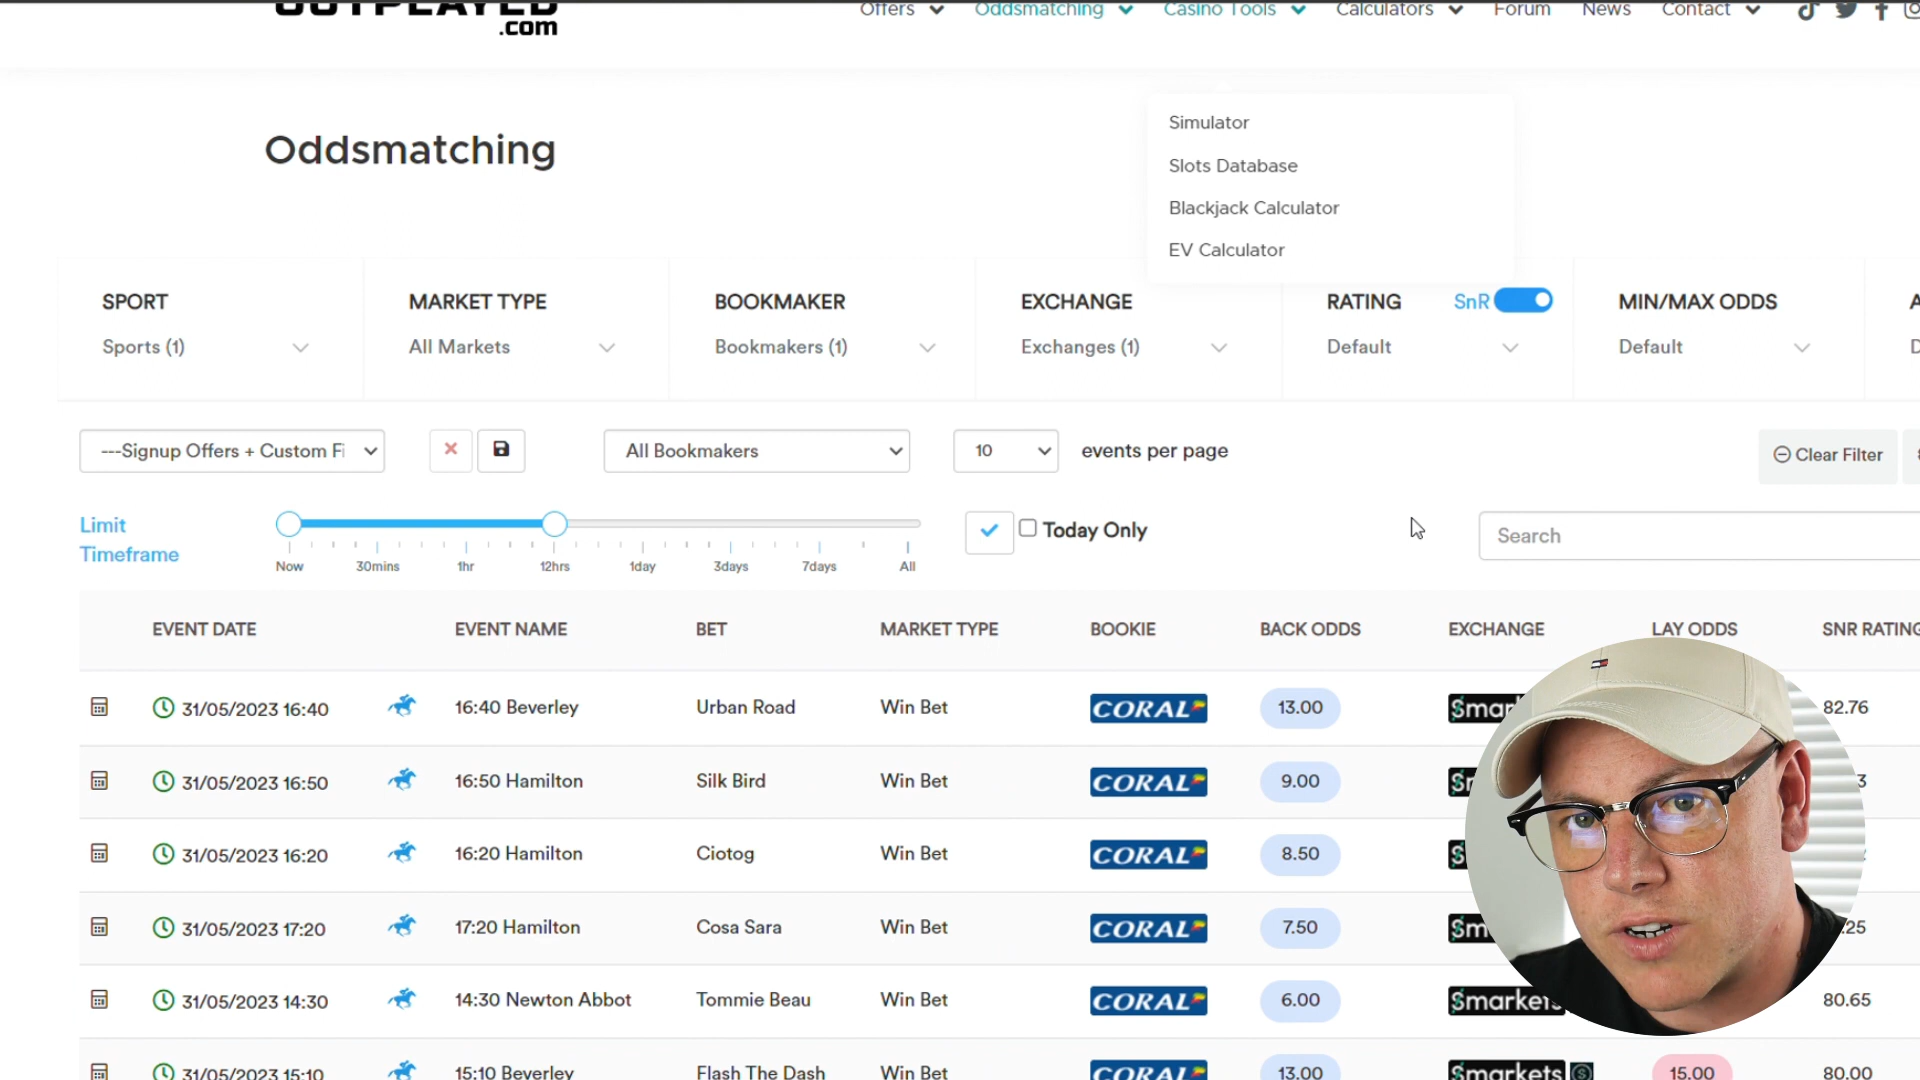 OUTPLAYED
.com
Offers Oddsmatching Casino Tools Calculators Forum News Contact
Simulator
Slots Database
Blackjack Calculator
EV Calculator
Oddsmatching
SPORT MARKET TYPE BOOKMAKER EXCHANGE RATING SnR MIN/MAX ODDS
Sports (1) All Markets Bookmakers (1) Exchanges (1) Default Default
---Signup Offers + Custom Fi All Bookmakers 10 events per page Clear Filter
Limit
Timeframe
Now 30mins 1hr 12hrs 1day 3days 7days All
Today Only
Search
EVENT DATE EVENT NAME BET MARKET TYPE BOOKIE BACK ODDS EXCHANGE LAY ODDS SNR RATING
31/05/2023 16:40 16:40 Beverley Urban Road Win Bet CORAL 13.00 82.76
31/05/2023 16:50 16:50 Hamilton Silk Bird Win Bet CORAL 9.00
31/05/2023 16:20 16:20 Hamilton Ciotog Win Bet CORAL 8.50
31/05/2023 17:20 17:20 Hamilton Cosa Sara Win Bet CORAL 7.50
31/05/2023 14:30 14:30 Newton Abbot Tommie Beau Win Bet CORAL 6.00 Smarkets 80.65
31/05/2023 15:10 15:10 Beverley Flash The Dash Win Bet CORAL 13.00 Smarkets 15.00 80.00